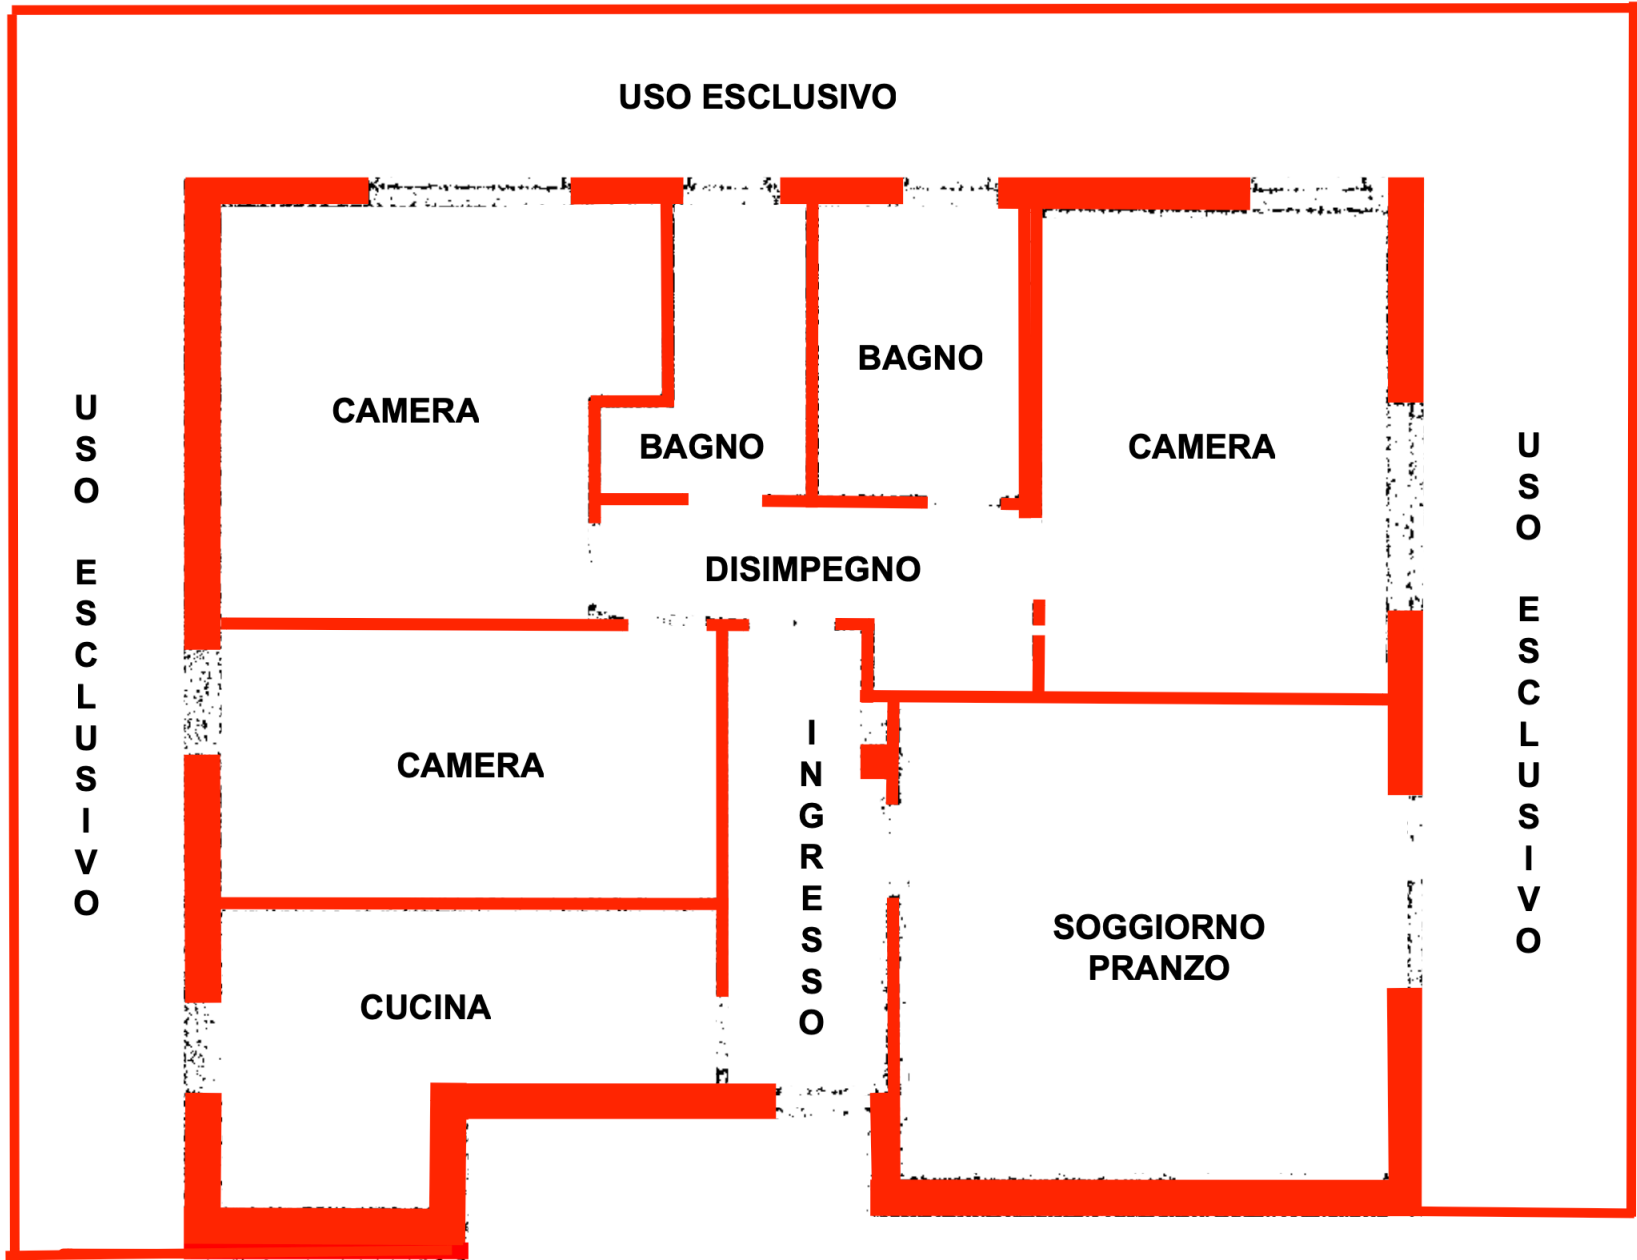 USO ESCLUSIVO
BAGNO
CAMERA
BAGNO
CAMERA
USO ESCLUSIVO
USO ESCLUSIVO
DISIMPEGNO
CAMERA
INGRESSO
SOGGIORNO
PRANZO
CUCINA